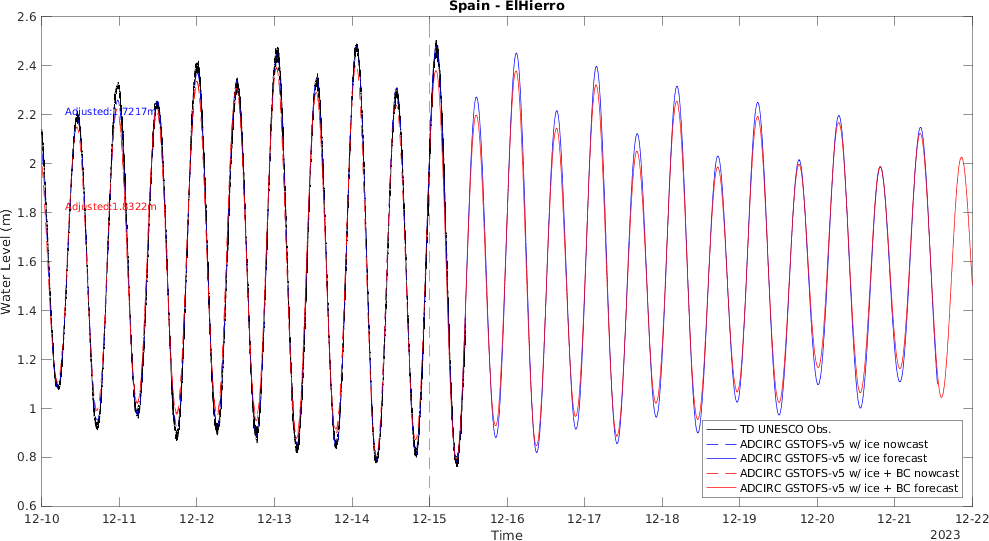 Spain - ElHierro
2.6
2.4
2.2
2
1.8
1.6
1.4
1.2
1
0.8
0.6
Water Level (m)
Adjusted:1.7217m
Adjusted:1.8322m
TD UNESCO Obs.
ADCIRC GSTOFS-v5 w/ ice nowcast
ADCIRC GSTOFS-v5 w/ ice forecast
ADCIRC GSTOFS-v5 w/ ice + BC nowcast
ADCIRC GSTOFS-v5 w/ ice + BC forecast
12-10 12-11 12-12 12-13 12-14 12-15 12-16 12-17 12-18 12-19 12-20 12-21 12-22
Time
2023